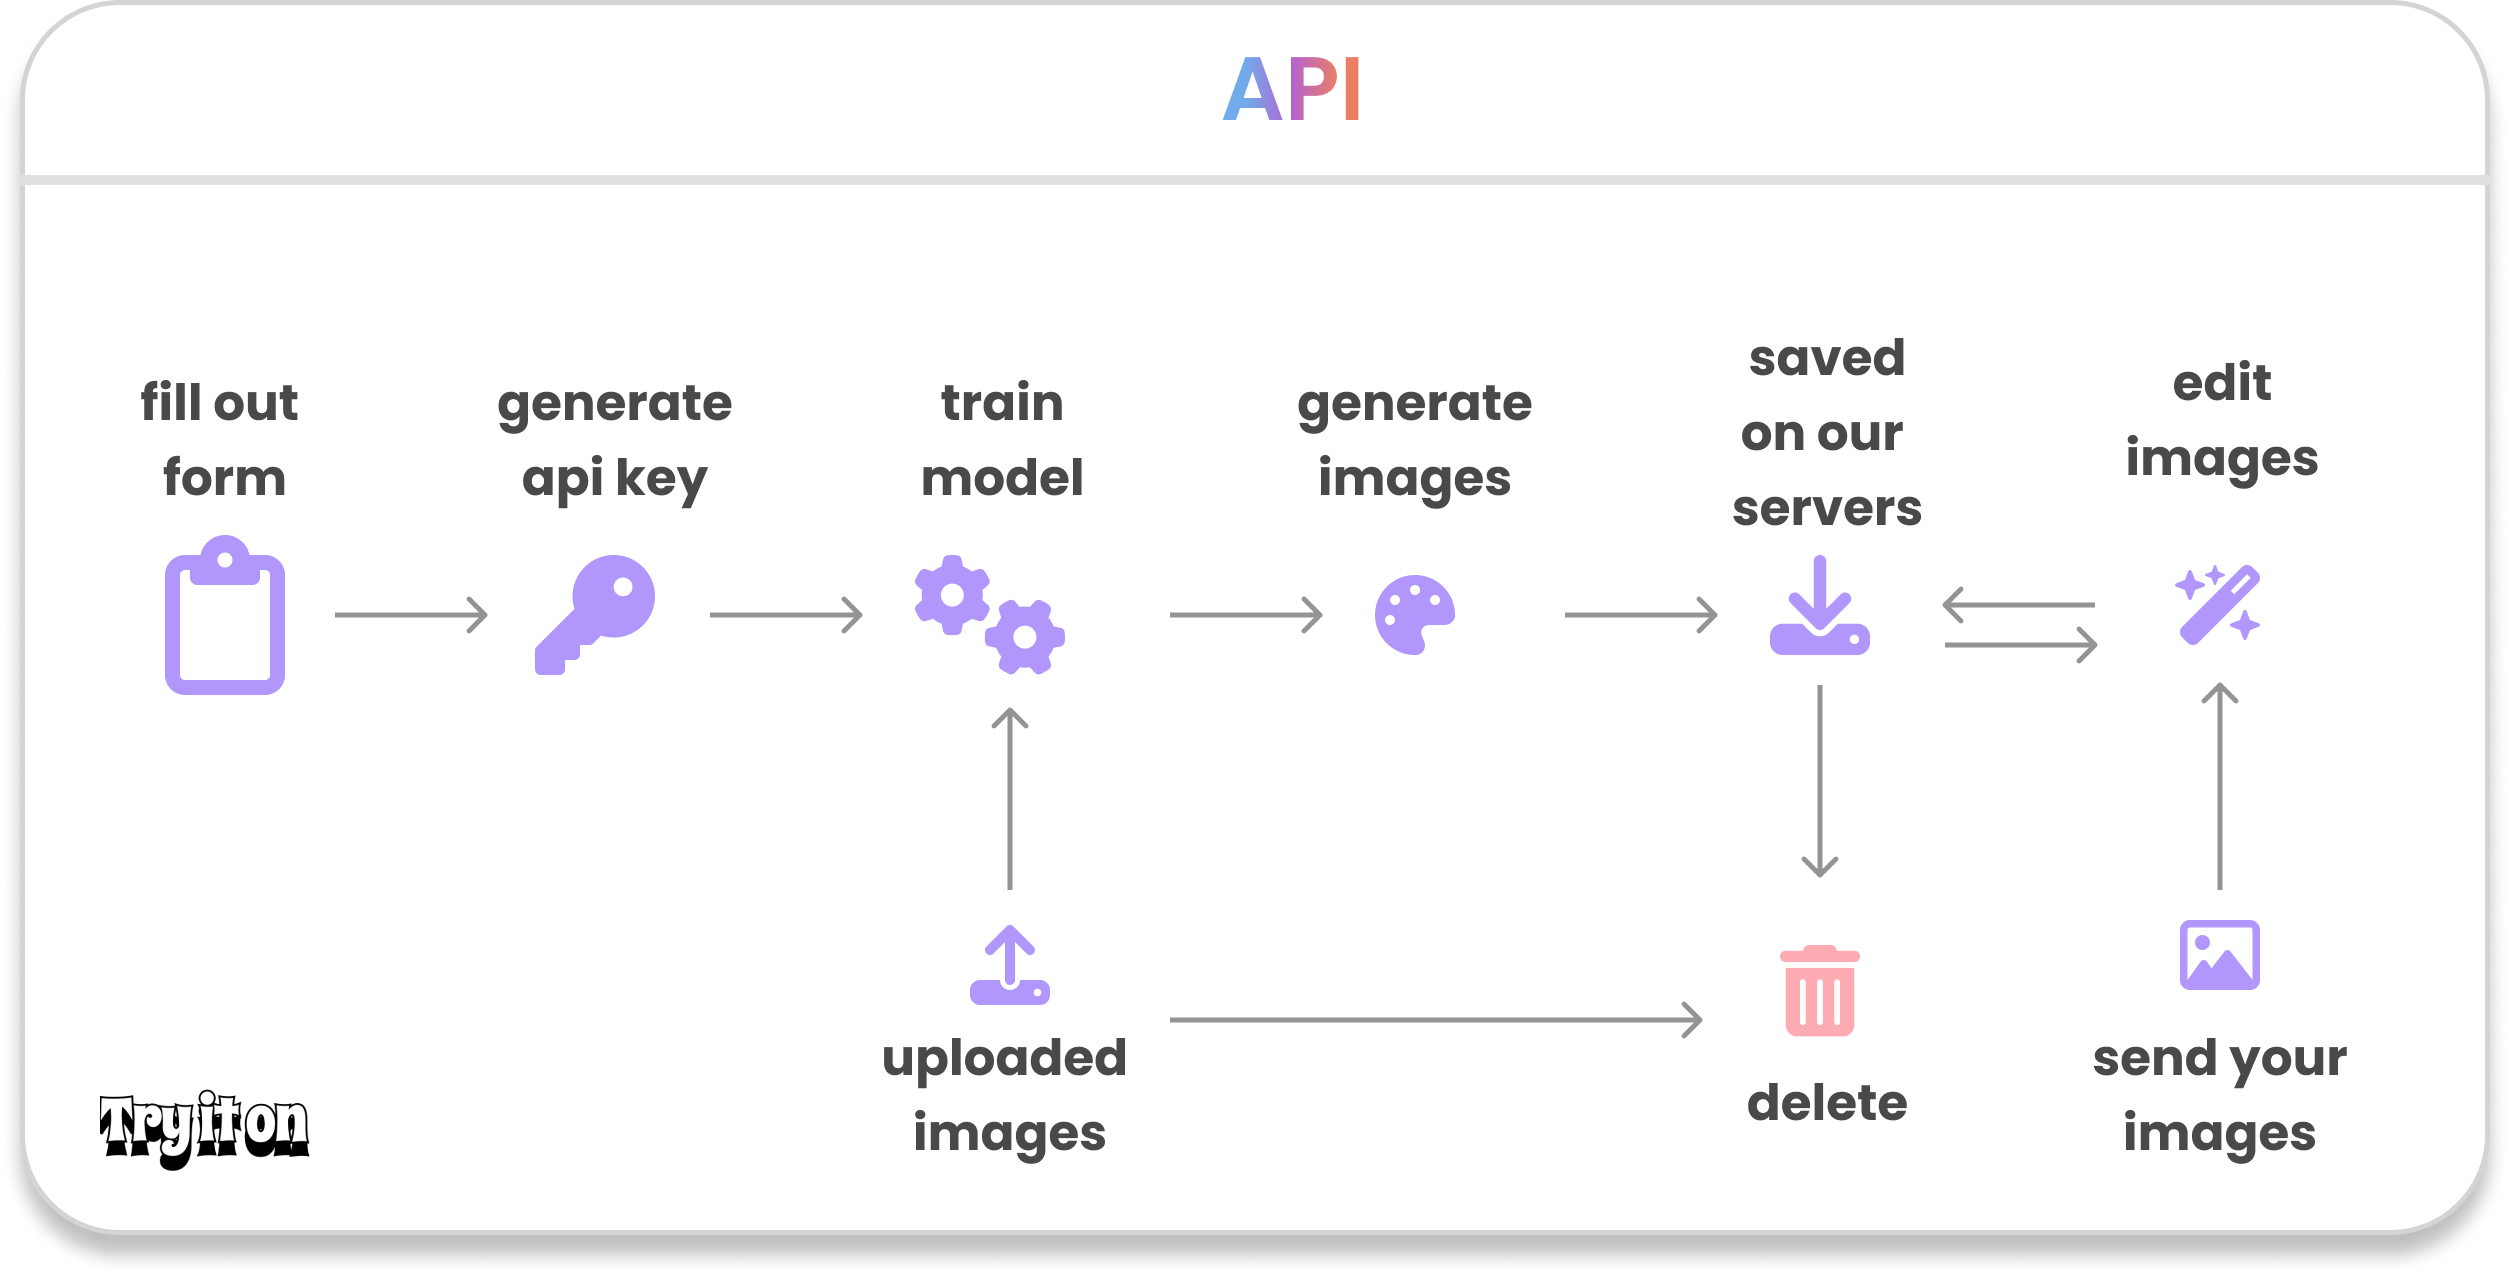 API
fill out
form
generate
api key
train
model
generate
images
saved
on our
servers
edit
images
uploaded
images
delete
send your
images
Tryiton